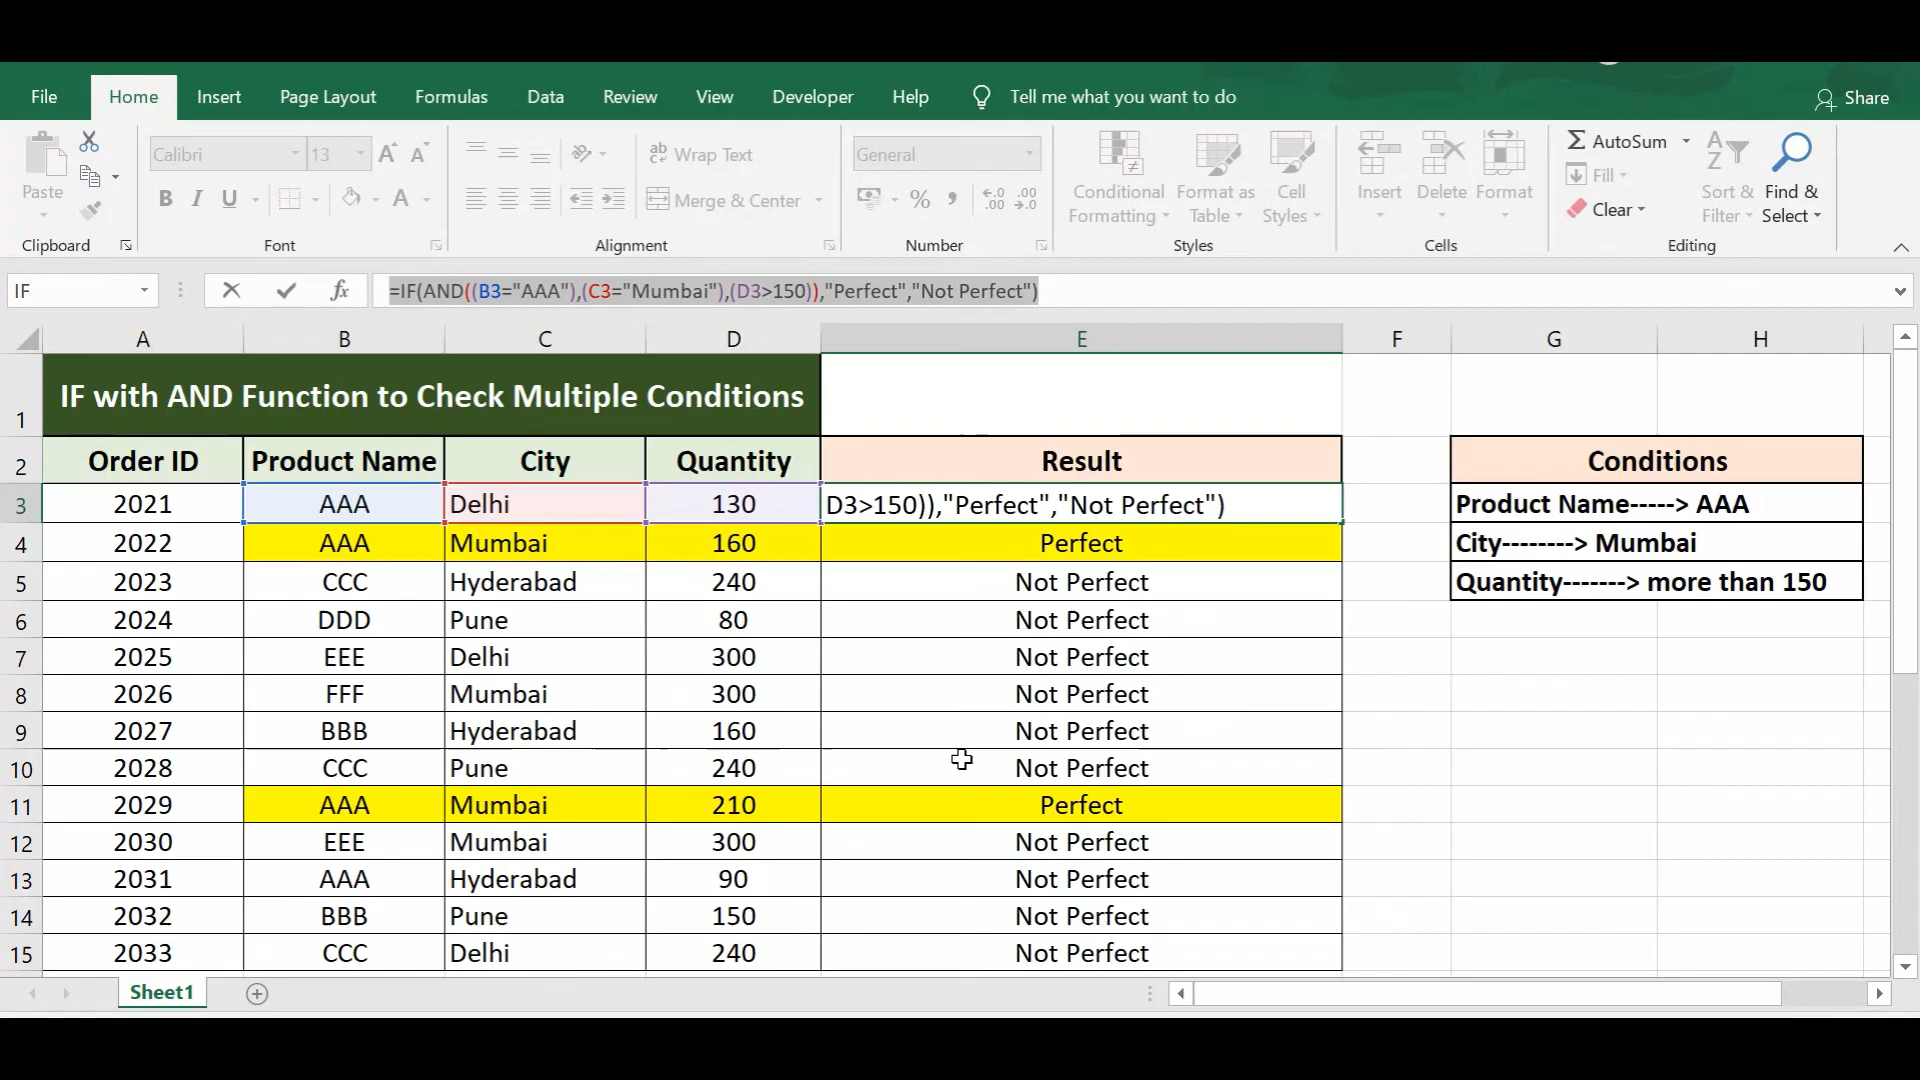 File Home Insert Page Layout Formulas Data Review View Developer Help Tell me what you want to do Share
Paste
Clipboard
Calibri 13 A A
B I U A
Font
ab c Wrap Text
Merge & Center
Alignment
General
% , .0 .00 .00 .0
Number
Conditional Formatting
Format as Table
Cell Styles
Styles
Insert Delete Format
Cells
Σ AutoSum
Fill
Clear
A Z Sort & Filter
Find & Select
Editing
IF fx =IF(AND((B3="AAA"),(C3="Mumbai"),(D3>150)),"Perfect","Not Perfect")
A B C D E F G H
1 IF with AND Function to Check Multiple Conditions
2 Order ID Product Name City Quantity Result Conditions
3 2021 AAA Delhi 130 D3>150)),"Perfect","Not Perfect") Product Name-----> AAA
4 2022 AAA Mumbai 160 Perfect City--------> Mumbai
5 2023 CCC Hyderabad 240 Not Perfect Quantity-------> more than 150
6 2024 DDD Pune 80 Not Perfect
7 2025 EEE Delhi 300 Not Perfect
8 2026 FFF Mumbai 300 Not Perfect
9 2027 BBB Hyderabad 160 Not Perfect
10 2028 CCC Pune 240 Not Perfect
11 2029 AAA Mumbai 210 Perfect
12 2030 EEE Mumbai 300 Not Perfect
13 2031 AAA Hyderabad 90 Not Perfect
14 2032 BBB Pune 150 Not Perfect
15 2033 CCC Delhi 240 Not Perfect
Sheet1